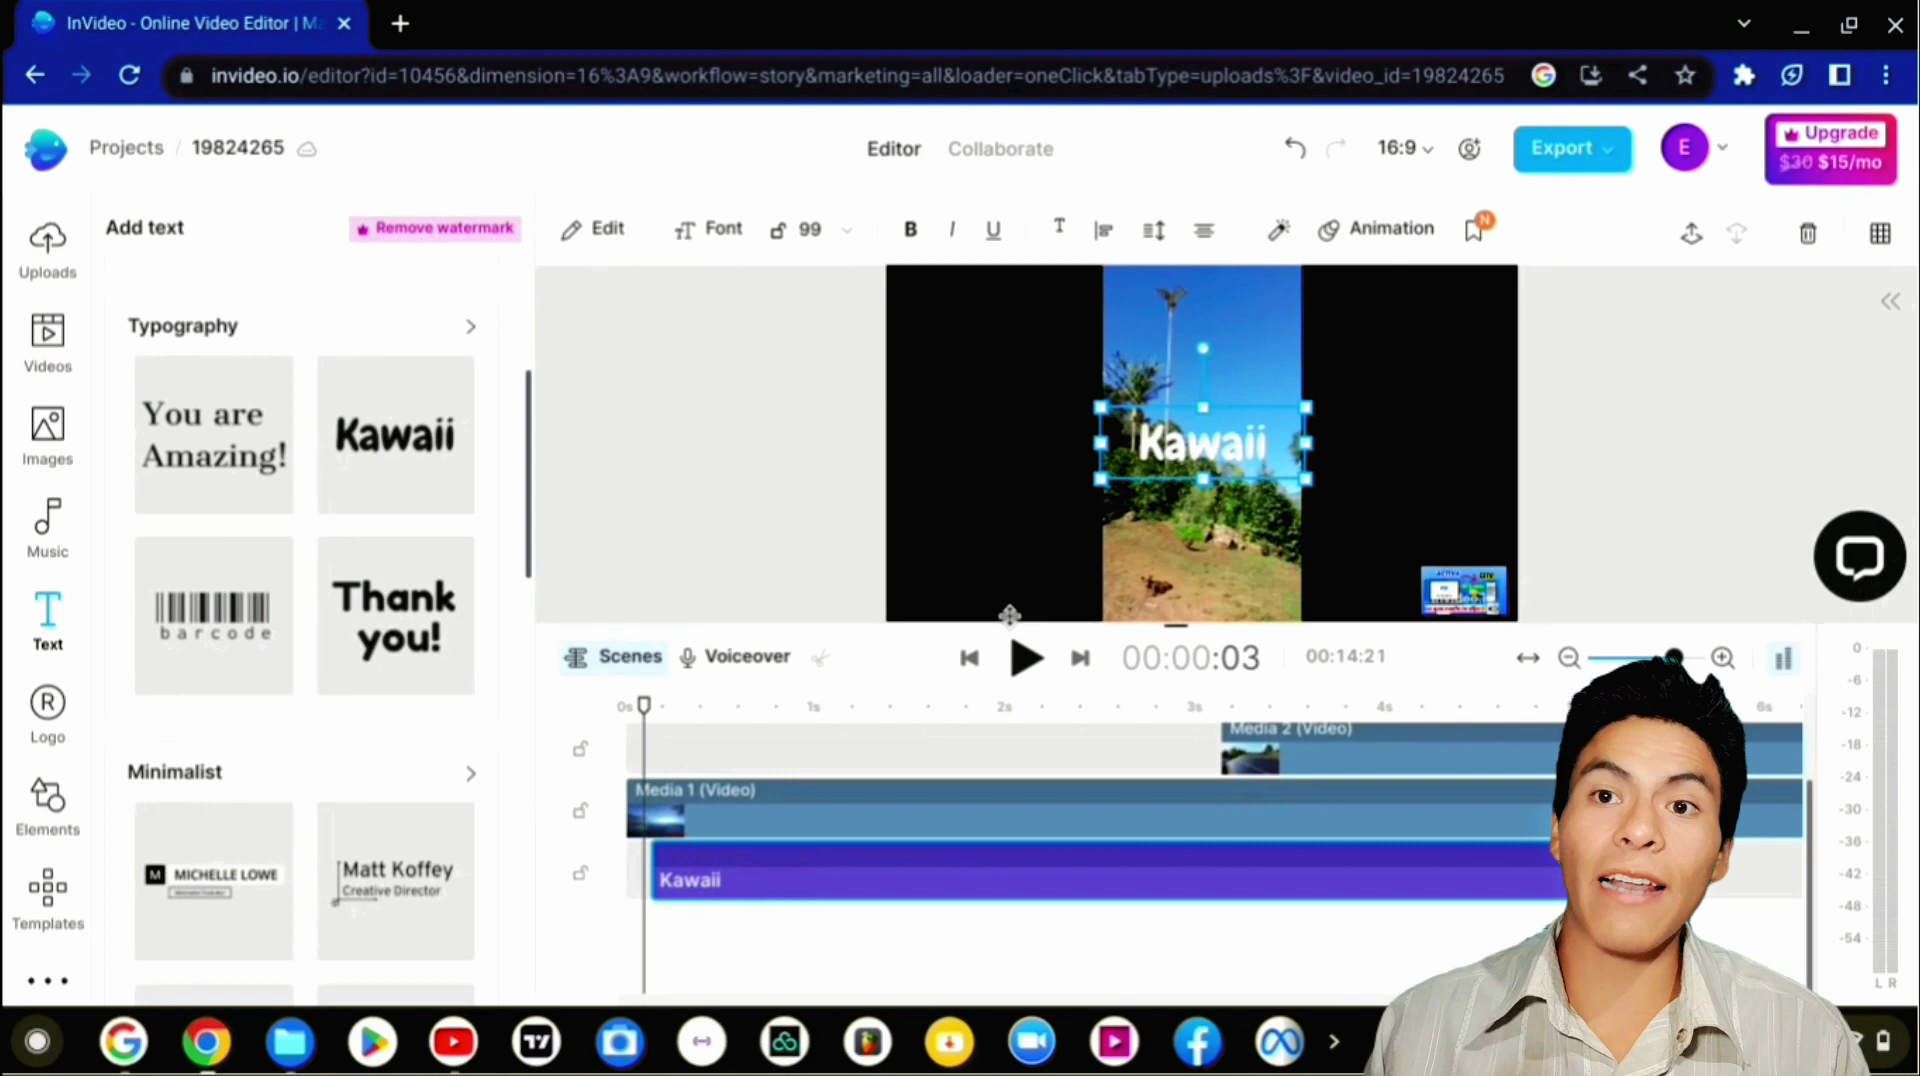 InVideo - Online Video Editor | Ma
invideo.io/editor?id=10456&dimension=16%3A9&workflow=story&marketing=all&loader=oneClick&tabType=uploads%3F&video_id=19824265
Projects / 19824265
Editor
Collaborate
16:9
Export
E
Upgrade
$30 $15/mo
Add text
Remove watermark
Edit
Font
99
B
I
U
T
Animation
N
Uploads
Videos
Images
Music
Text
Logo
Elements
Templates
Typography
You are
Amazing!
Kawaii
barcode
Thank
you!
Minimalist
M MICHELLE LOWE
Matt Koffey
Creative Director
Kawaii
Scenes
Voiceover
00:00:03
00:14:21
0s
1s
2s
3s
4s
6s
Media 2 (Video)
Media 1 (Video)
Kawaii
0
-6
-12
-18
-24
-30
-36
-42
-48
-54
L R